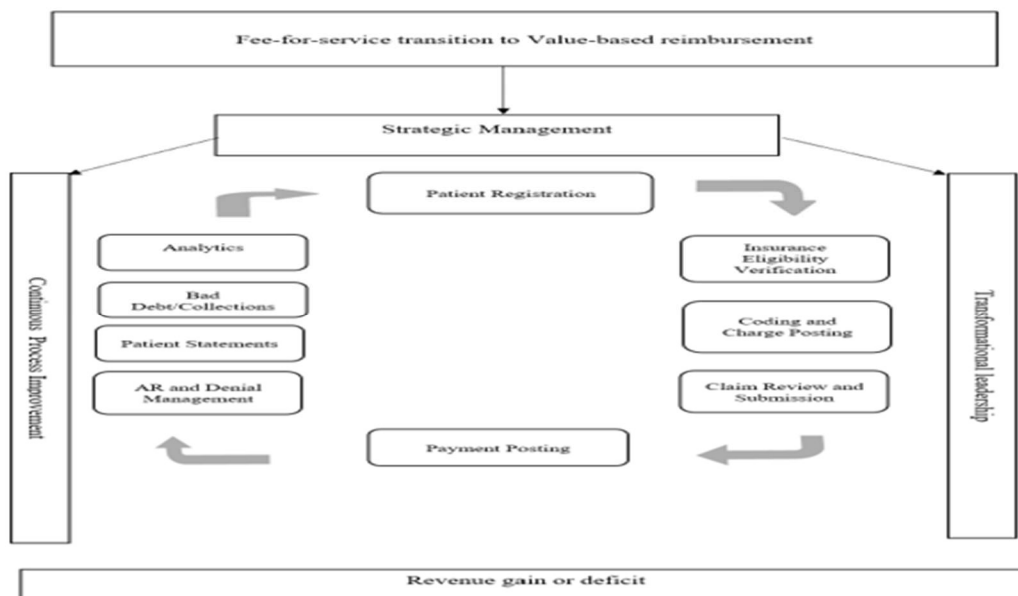 Fee-for-service transition to Value-based reimbursement
Strategic Management
Patient Registration
Insurance
Eligibility
Verification
Coding and
Charge Posting
Claim Review and
Submission
Payment Posting
AR and Denial
Management
Patient Statements
Bad
Debt/Collections
Analytics
Continuous Process Improvement
Transformational leadership
Revenue gain or deficit